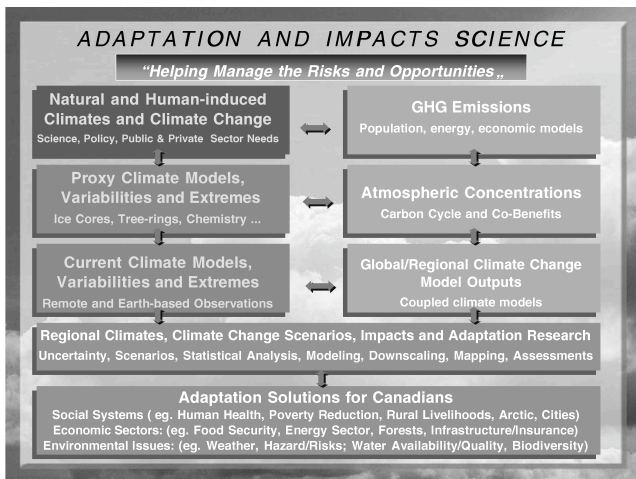 ADAPTATION AND IMPACTS SCIENCE
“Helping Manage the Risks and Opportunities„
Natural and Human-induced
Climates and Climate Change
Science, Policy, Public & Private Sector Needs
GHG Emissions
Population, energy, economic models
Proxy Climate Models,
Variabilities and Extremes
Ice Cores, Tree-rings, Chemistry ...
Atmospheric Concentrations
Carbon Cycle and Co-Benefits
Current Climate Models,
Variabilities and Extremes
Remote and Earth-based Observations
Global/Regional Climate Change
Model Outputs
Coupled climate models
Regional Climates, Climate Change Scenarios, Impacts and Adaptation Research
Uncertainty, Scenarios, Statistical Analysis, Modeling, Downscaling, Mapping, Assessments
Adaptation Solutions for Canadians
Social Systems ( eg. Human Health, Poverty Reduction, Rural Livelihoods, Arctic, Cities)
Economic Sectors: (eg. Food Security, Energy Sector, Forests, Infrastructure/Insurance)
Environmental Issues: (eg. Weather, Hazard/Risks; Water Availability/Quality, Biodiversity)